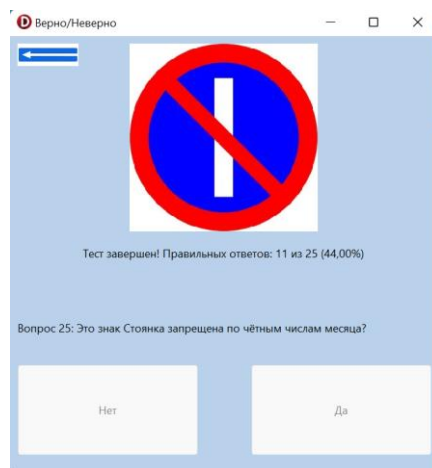 Верно/Неверно
Тест завершен! Правильных ответов: 11 из 25 (44,00%)
Вопрос 25: Это знак Стоянка запрещена по чётным числам месяца?
Нет
Да